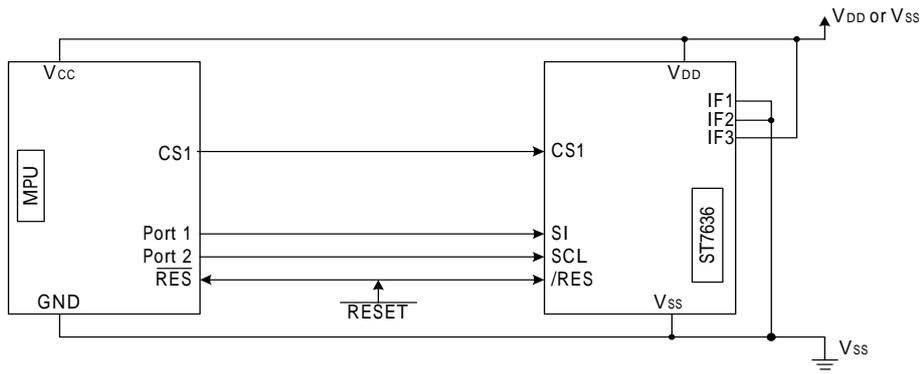 VDD or VSS
VCC
VDD
IF1
IF2
IF3
CS1
CS1
MPU
ST7636
Port 1
SI
Port 2
SCL
RES
/RES
GND
RESET
VSS
VSS